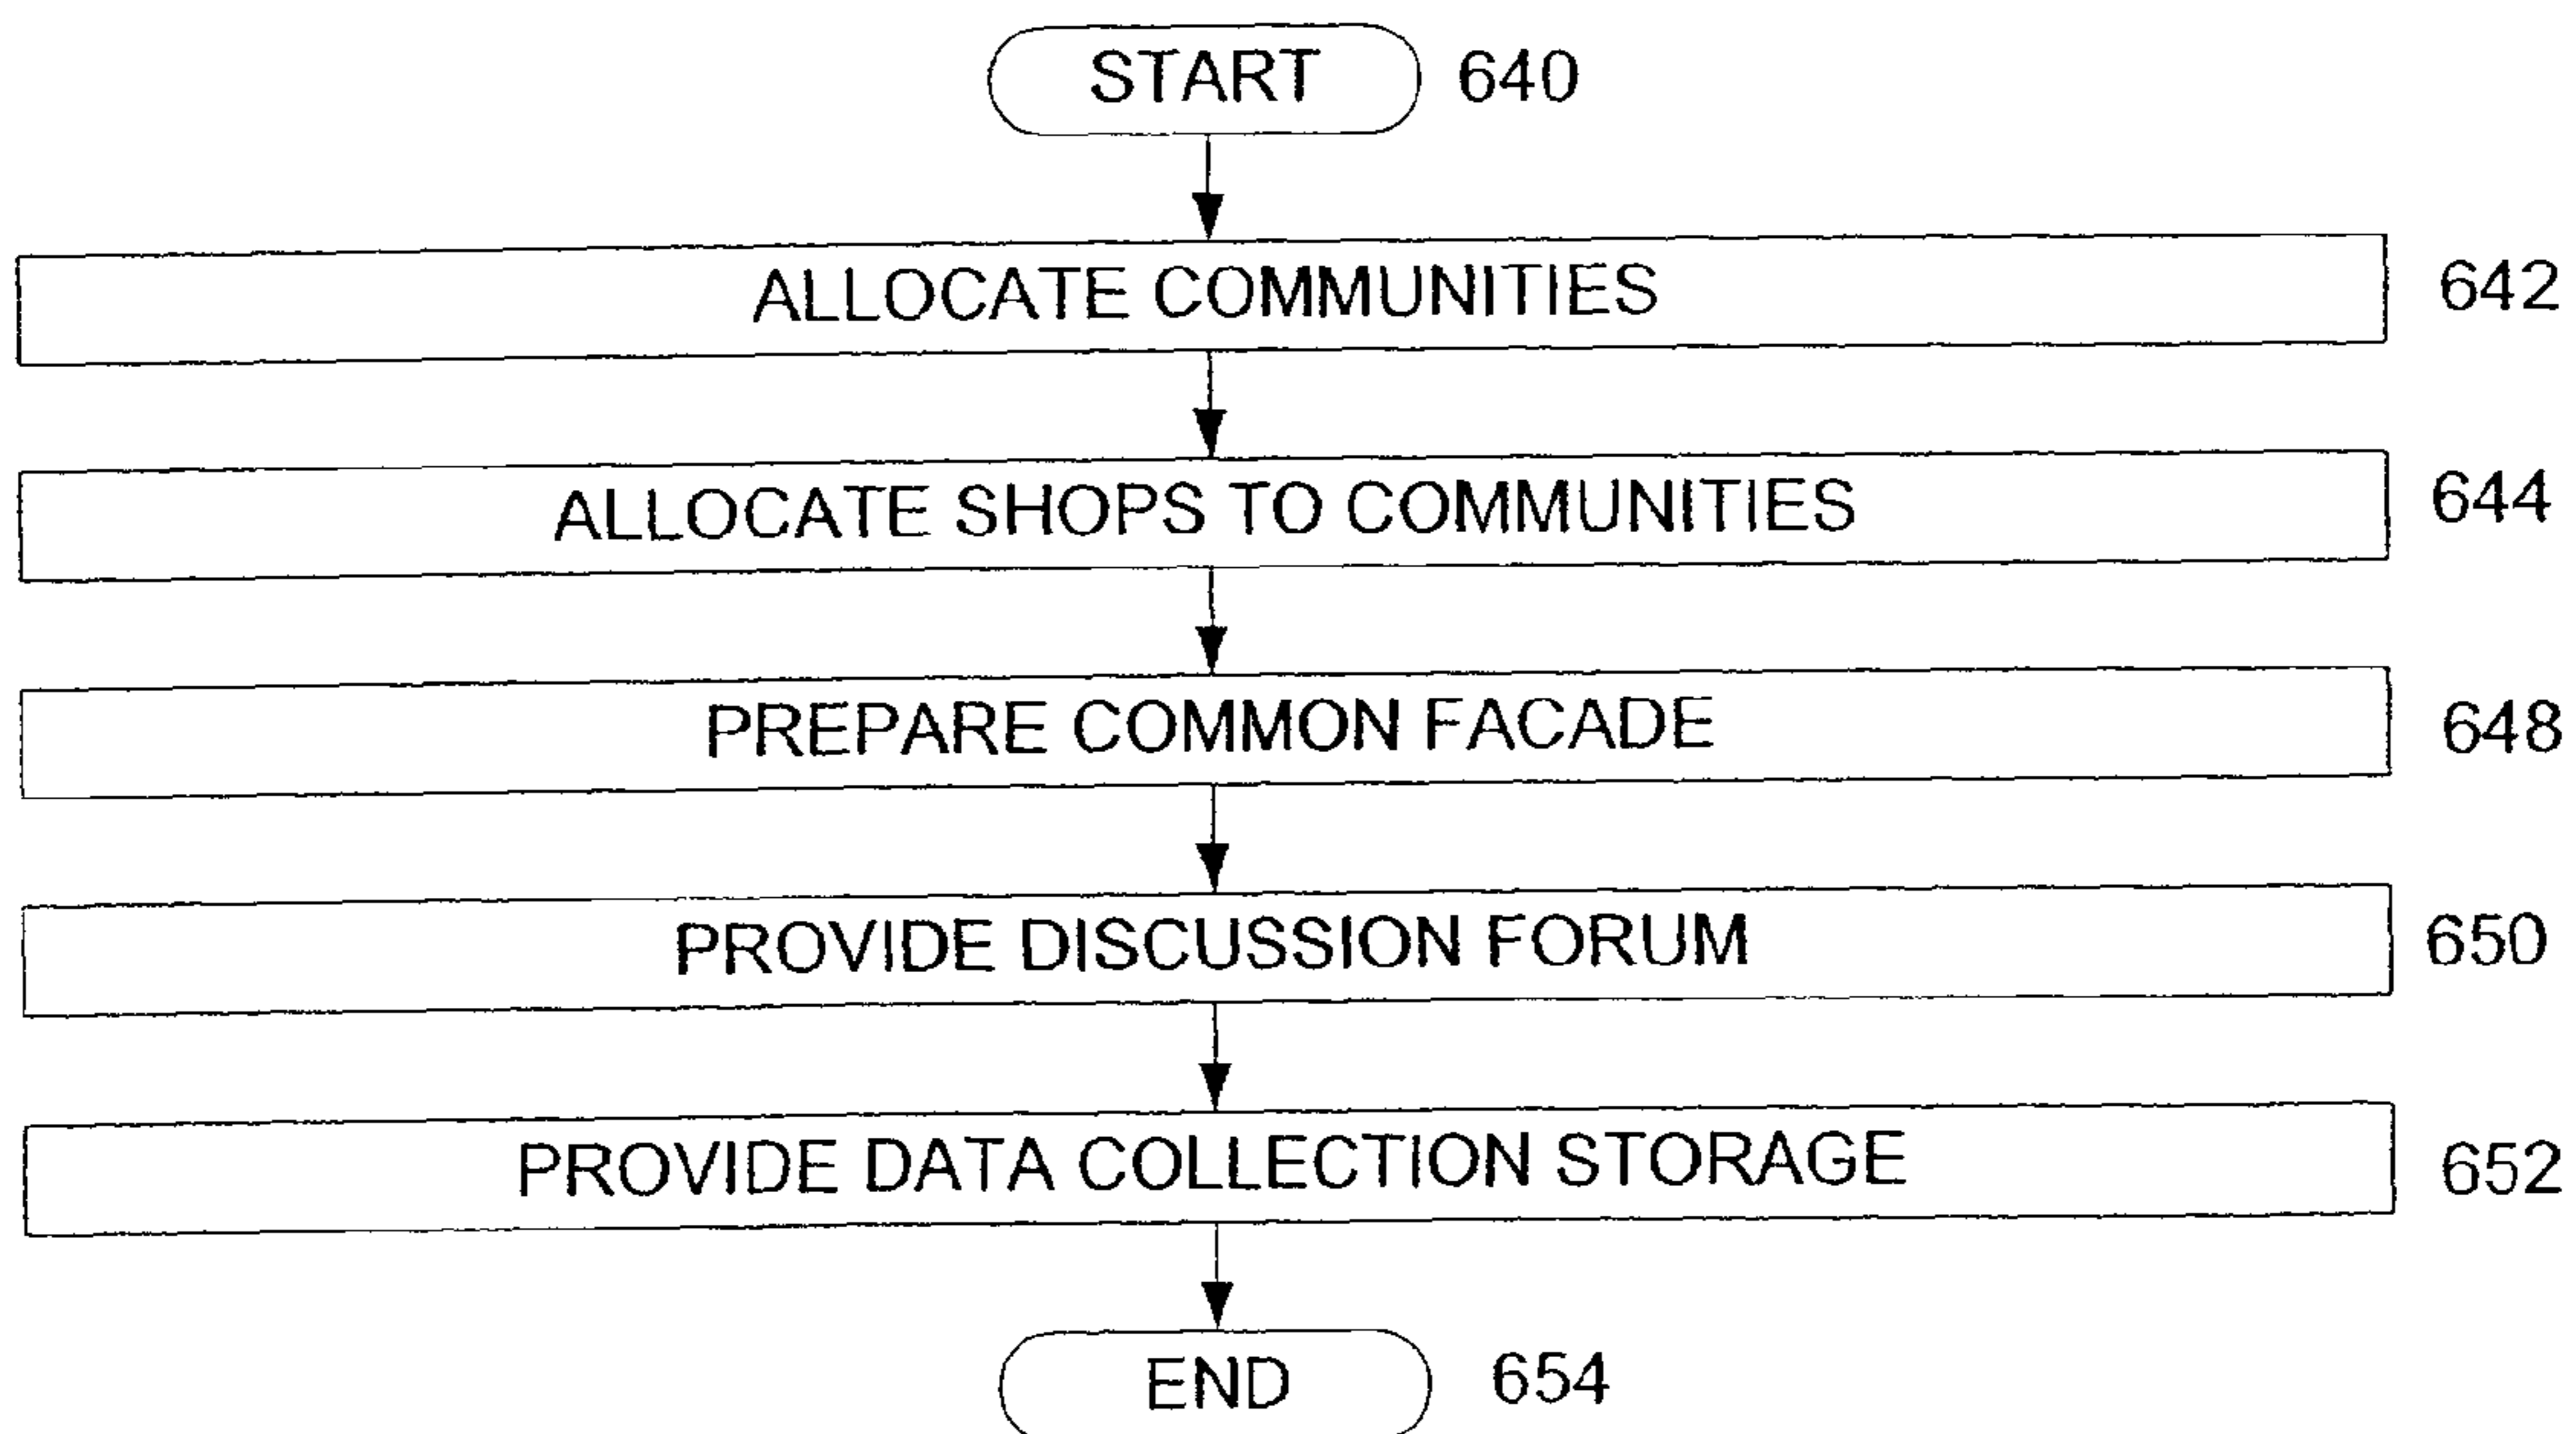 START 640
ALLOCATE COMMUNITIES 642
ALLOCATE SHOPS TO COMMUNITIES 644
PREPARE COMMON FACADE 648
PROVIDE DISCUSSION FORUM 650
PROVIDE DATA COLLECTION STORAGE 652
END 654